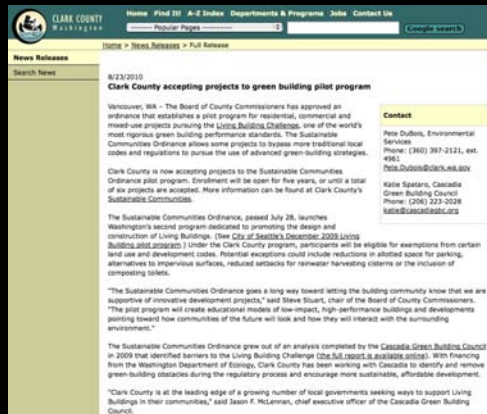 CLARK COUNTY
Washington
Home Find It! A-Z Index Departments & Programs Jobs Contact Us
------- Popular Pages -----------
Google search
Home > News Releases > Full Release
News Releases
Search News
8/23/2010
Clark County accepting projects to green building pilot program
Vancouver, WA – The Board of County Commissioners has approved an
ordinance that establishes a pilot program for residential, commercial and
mixed-use projects pursuing the Living Building Challenge, one of the world's
most rigorous green building performance standards. The Sustainable
Communities Ordinance allows some projects to bypass more traditional local
codes and regulations to pursue the use of advanced green-building strategies.
Contact
Pete DuBois, Environmental
Services
Phone: (360) 397-2121, ext.
4961
Pete.Dubois@clark.wa.gov
Katie Spataro, Cascadia
Green Building Council
Phone: (206) 223-2028
katie@cascadiagbc.org
Clark County is now accepting projects to the Sustainable Communities
Ordinance pilot program. Enrollment will be open for five years, or until a total
of six projects are accepted. More information can be found at Clark County's
Sustainable Communities.
The Sustainable Communities Ordinance, passed July 28, launches
Washington's second program dedicated to promoting the design and
construction of Living Buildings. (See City of Seattle's December 2009 Living
Building pilot program.) Under the Clark County program, participants will be eligible for exemptions from certain
land use and development codes. Potential exceptions could include reductions in allotted space for parking,
alternatives to impervious surfaces, reduced setbacks for rainwater harvesting cisterns or the inclusion of
composting toilets.
"The Sustainable Communities Ordinance goes a long way toward letting the building community know that we are
supportive of innovative development projects," said Steve Stuart, chair of the Board of County Commissioners.
"The pilot program will create educational models of low-impact, high-performance buildings and developments
pointing toward how communities of the future will look and how they will interact with the surrounding
environment."
The Sustainable Communities Ordinance grew out of an analysis completed by the Cascadia Green Building Council
in 2009 that identified barriers to the Living Building Challenge (the full report is available online). With financing
from the Washington Department of Ecology, Clark County has been working with Cascadia to identify and remove
green-building obstacles during the regulatory process and encourage more sustainable, affordable development.
"Clark County is at the leading edge of a growing number of local governments seeking ways to support Living
Buildings in their communities," said Jason F. McLennan, chief executive officer of the Cascadia Green Building
Council.